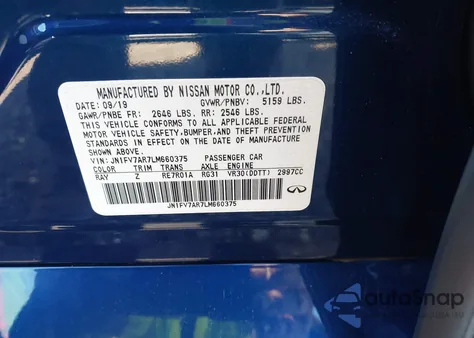 MANUFACTURED BY NISSAN MOTOR CO.,LTD.
DATE: 09/19 GVWR/PNBV: 5159 LBS.
GAWR/PNBE FR: 2646 LBS. RR: 2546 LBS.
THIS VEHICLE CONFORMS TO ALL APPLICABLE FEDERAL
MOTOR VEHICLE SAFETY,BUMPER,AND THEFT PREVENTION
STANDARDS IN EFFECT ON THE DATE OF MANUFACTURE
SHOWN ABOVE.
VIN:JN1FV7AR7LM660375 PASSENGER CAR
COLOR TRIM TRANS AXLE ENGINE
RAY Z RE7R01A RG31 VR30(DDTT) 2997CC
JN1FV7AR7LM660375
autoSnap